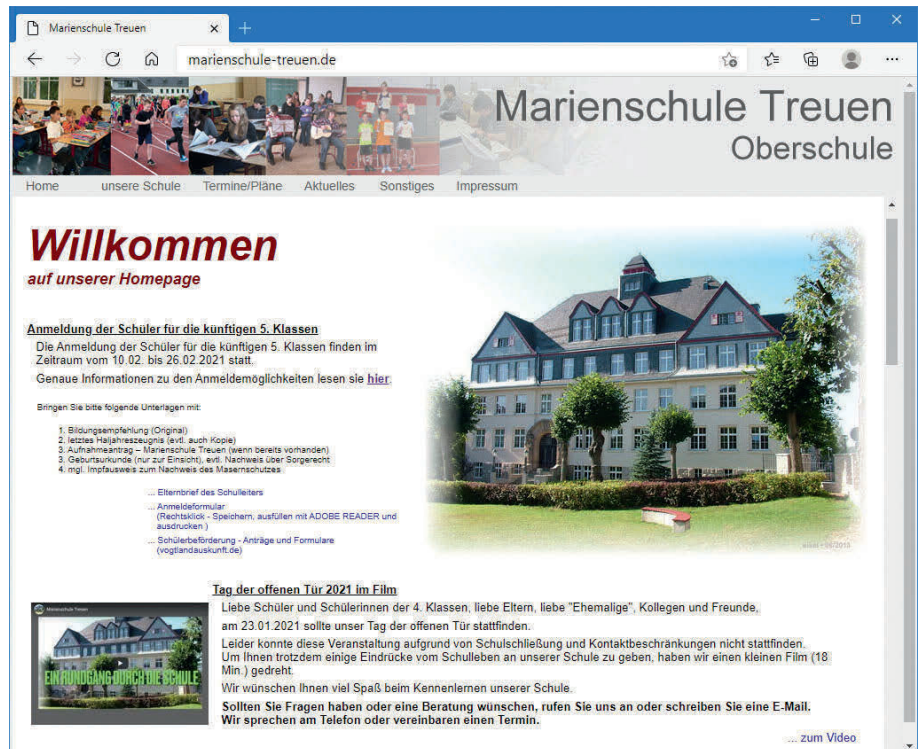 Marienschule Treuen
marienschule-treuen.de
Marienschule Treuen
Oberschule
Home unsere Schule Termine/Pläne Aktuelles Sonstiges Impressum
Willkommen
auf unserer Homepage
Anmeldung der Schüler für die künftigen 5. Klassen
Die Anmeldung der Schüler für die künftigen 5. Klassen finden im
Zeitraum vom 10.02. bis 26.02.2021 statt.
Genaue Informationen zu den Anmeldemöglichkeiten lesen sie hier.
Bringen Sie bitte folgende Unterlagen mit:
1. Bildungsempfehlung (Original)
2. letztes Haljahreszeugnis (evtl. auch Kopie)
3. Aufnahmeantrag – Marienschule Treuen (wenn bereits vorhanden)
3. Geburtsurkunde (nur zur Einsicht), evtl. Nachweis über Sorgerecht
4. mgl. Impfausweis zum Nachweis des Masernschutzes
... Elternbrief des Schulleiters
... Anmeldeformular
(Rechtsklick - Speichern, ausfüllen mit ADOBE READER und
ausdrucken )
... Schülerbeförderung - Anträge und Formulare
(vogtlandauskunft.de)
Tag der offenen Tür 2021 im Film
Marienschule Treuen
EIN RUNDGANG DURCH DIE SCHULE
Liebe Schüler und Schülerinnen der 4. Klassen, liebe Eltern, liebe "Ehemalige", Kollegen und Freunde,
am 23.01.2021 sollte unser Tag der offenen Tür stattfinden.
Leider konnte diese Veranstaltung aufgrund von Schulschließung und Kontaktbeschränkungen nicht stattfinden.
Um Ihnen trotzdem einige Eindrücke vom Schulleben an unserer Schule zu geben, haben wir einen kleinen Film (18
Min.) gedreht.
Wir wünschen Ihnen viel Spaß beim Kennenlernen unserer Schule.
Sollten Sie Fragen haben oder eine Beratung wünschen, rufen Sie uns an oder schreiben Sie eine E-Mail.
Wir sprechen am Telefon oder vereinbaren einen Termin.
... zum Video